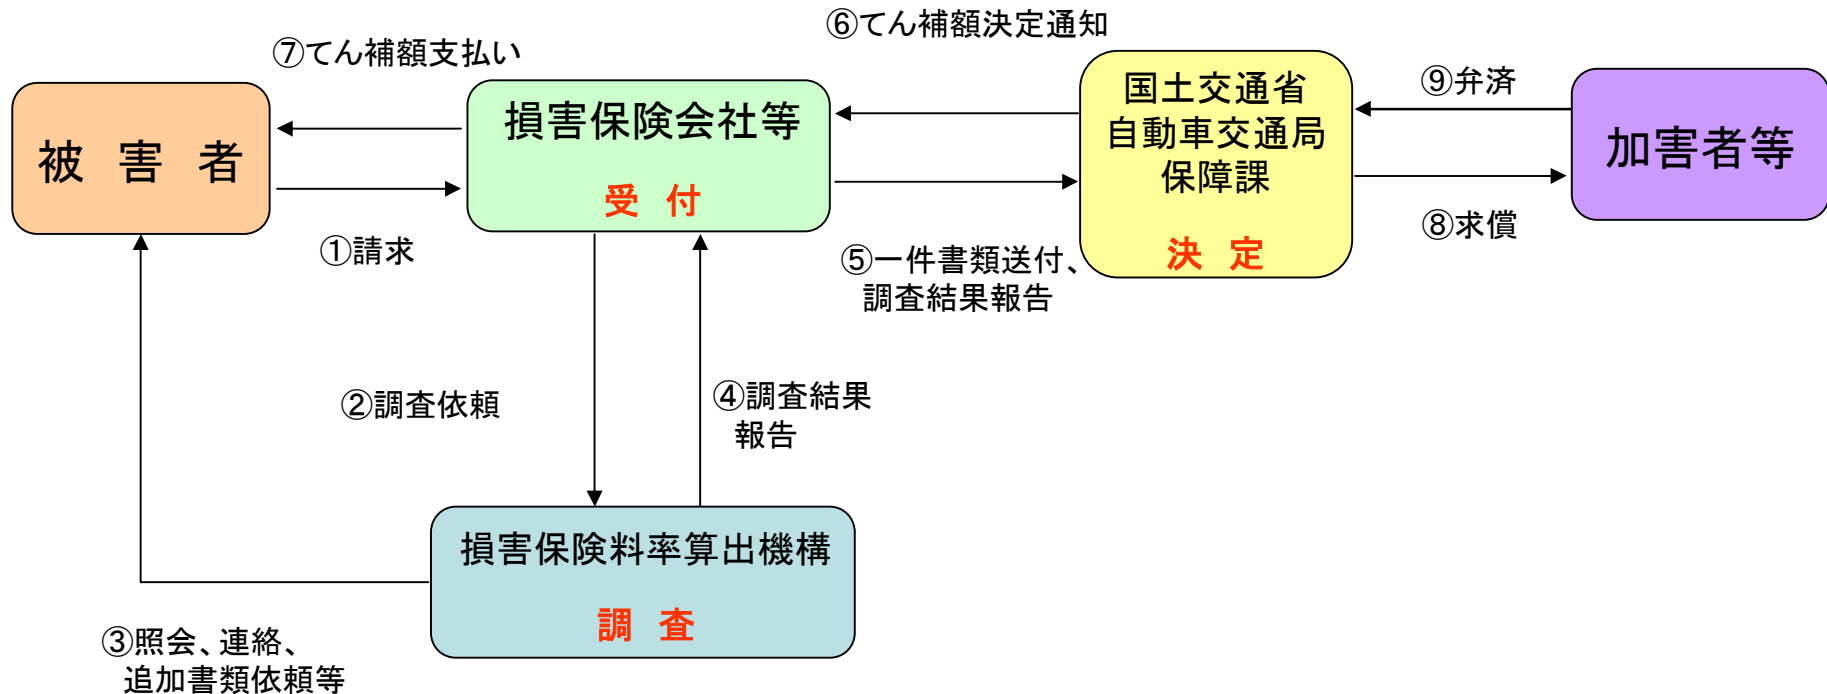 ⑥てん補額決定通知
⑦てん補額支払い
被 害 者
損害保険会社等
受 付
国土交通省
自動車交通局
保障課
決 定
⑨弁済
加害者等
⑧求償
①請求
⑤一件書類送付、
調査結果報告
②調査依頼
④調査結果
報告
損害保険料率算出機構
調 査
③照会、連絡、
追加書類依頼等